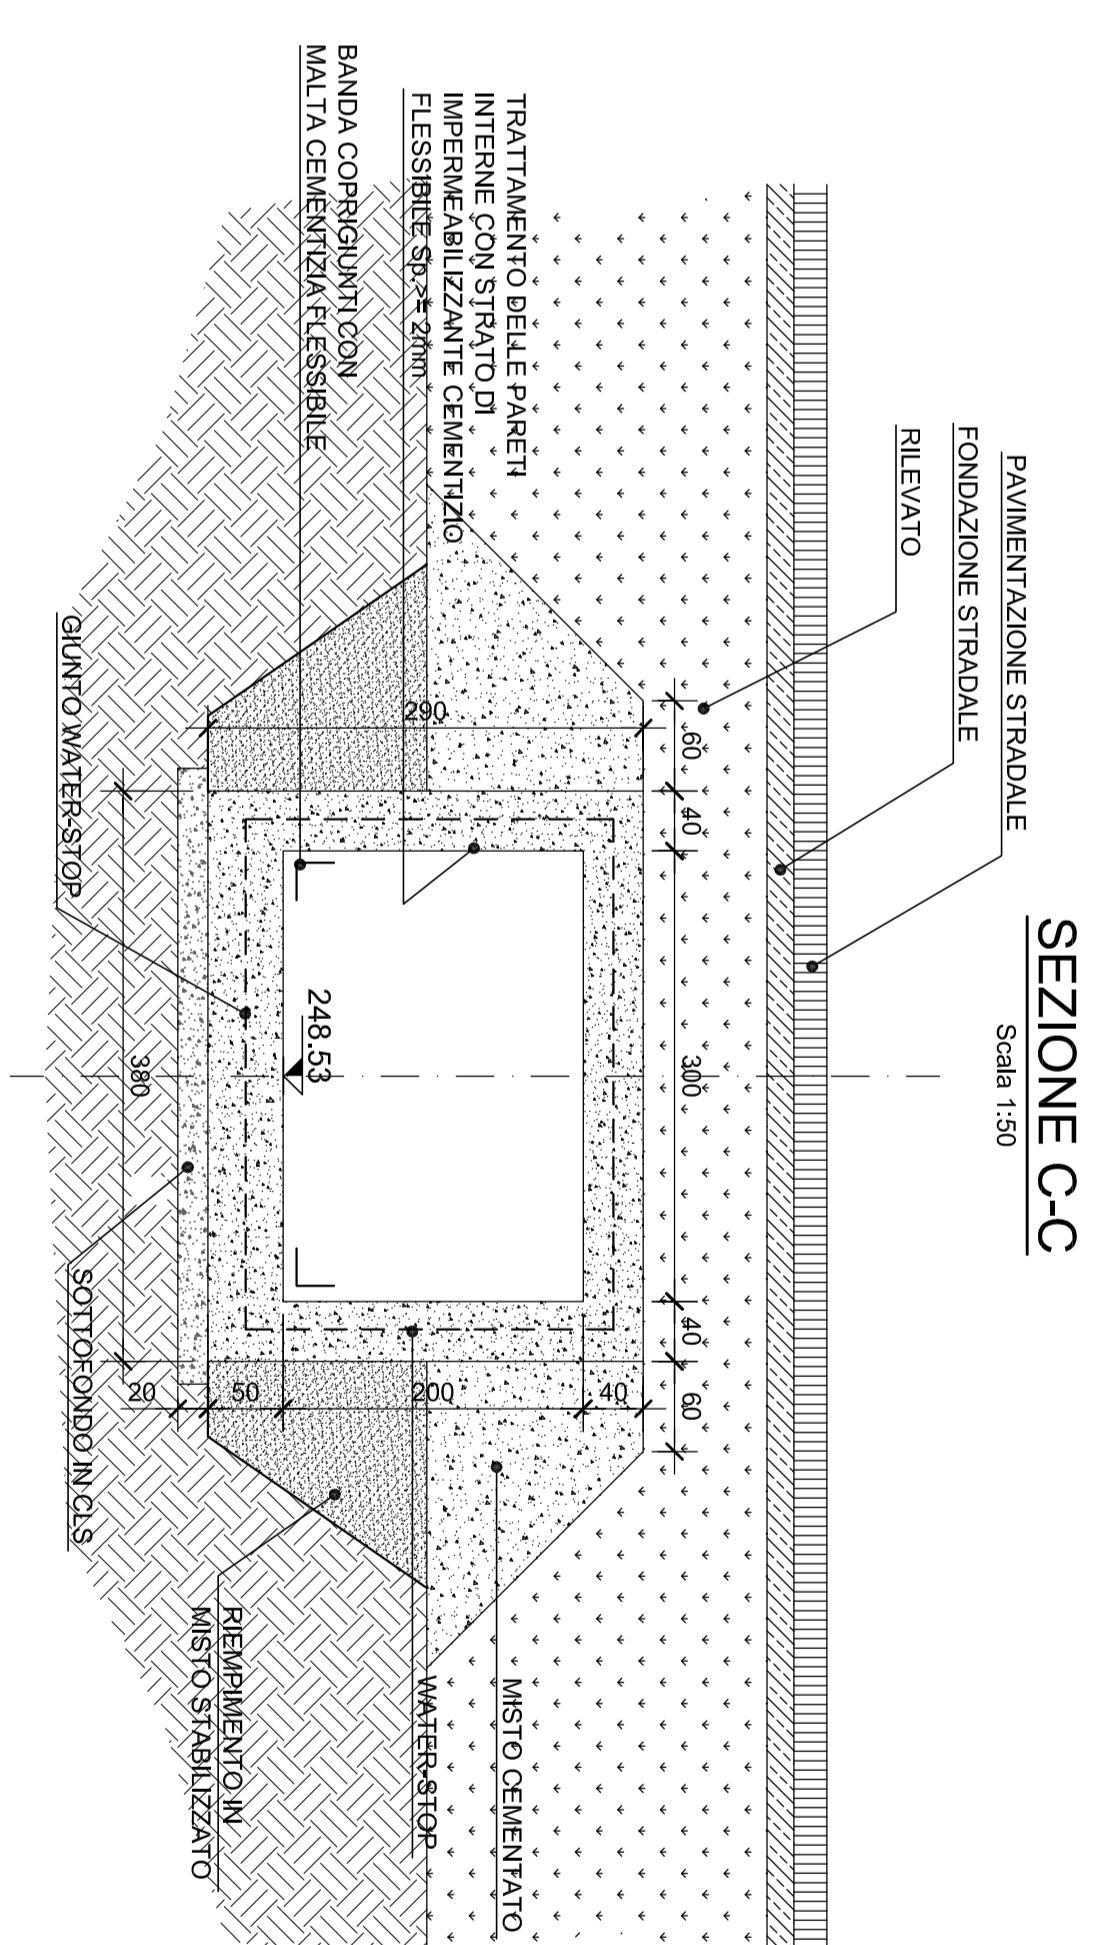 SEZIONE C-C
Scala 1:50
PAVIMENTAZIONE STRADALE
FONDAZIONE STRADALE
RILEVATO
60
40
300
40
60
TRATTAMENTO DELLE PARETI
INTERNE CON STRATO DI
IMPERMEABILIZZANTE CEMENTIZIO
FLESSIBILE Sp.>= 2mm
BANDA COPRIGIUNTI CON
MALTA CEMENTIZIA FLESSIBILE
290
248.53
40
200
50
20
MISTO CEMENTATO
WATER-STOP
RIEMPIMENTO IN
MISTO STABILIZZATO
380
GIUNTO WATER-STOP
SOTTOFONDO IN CLS